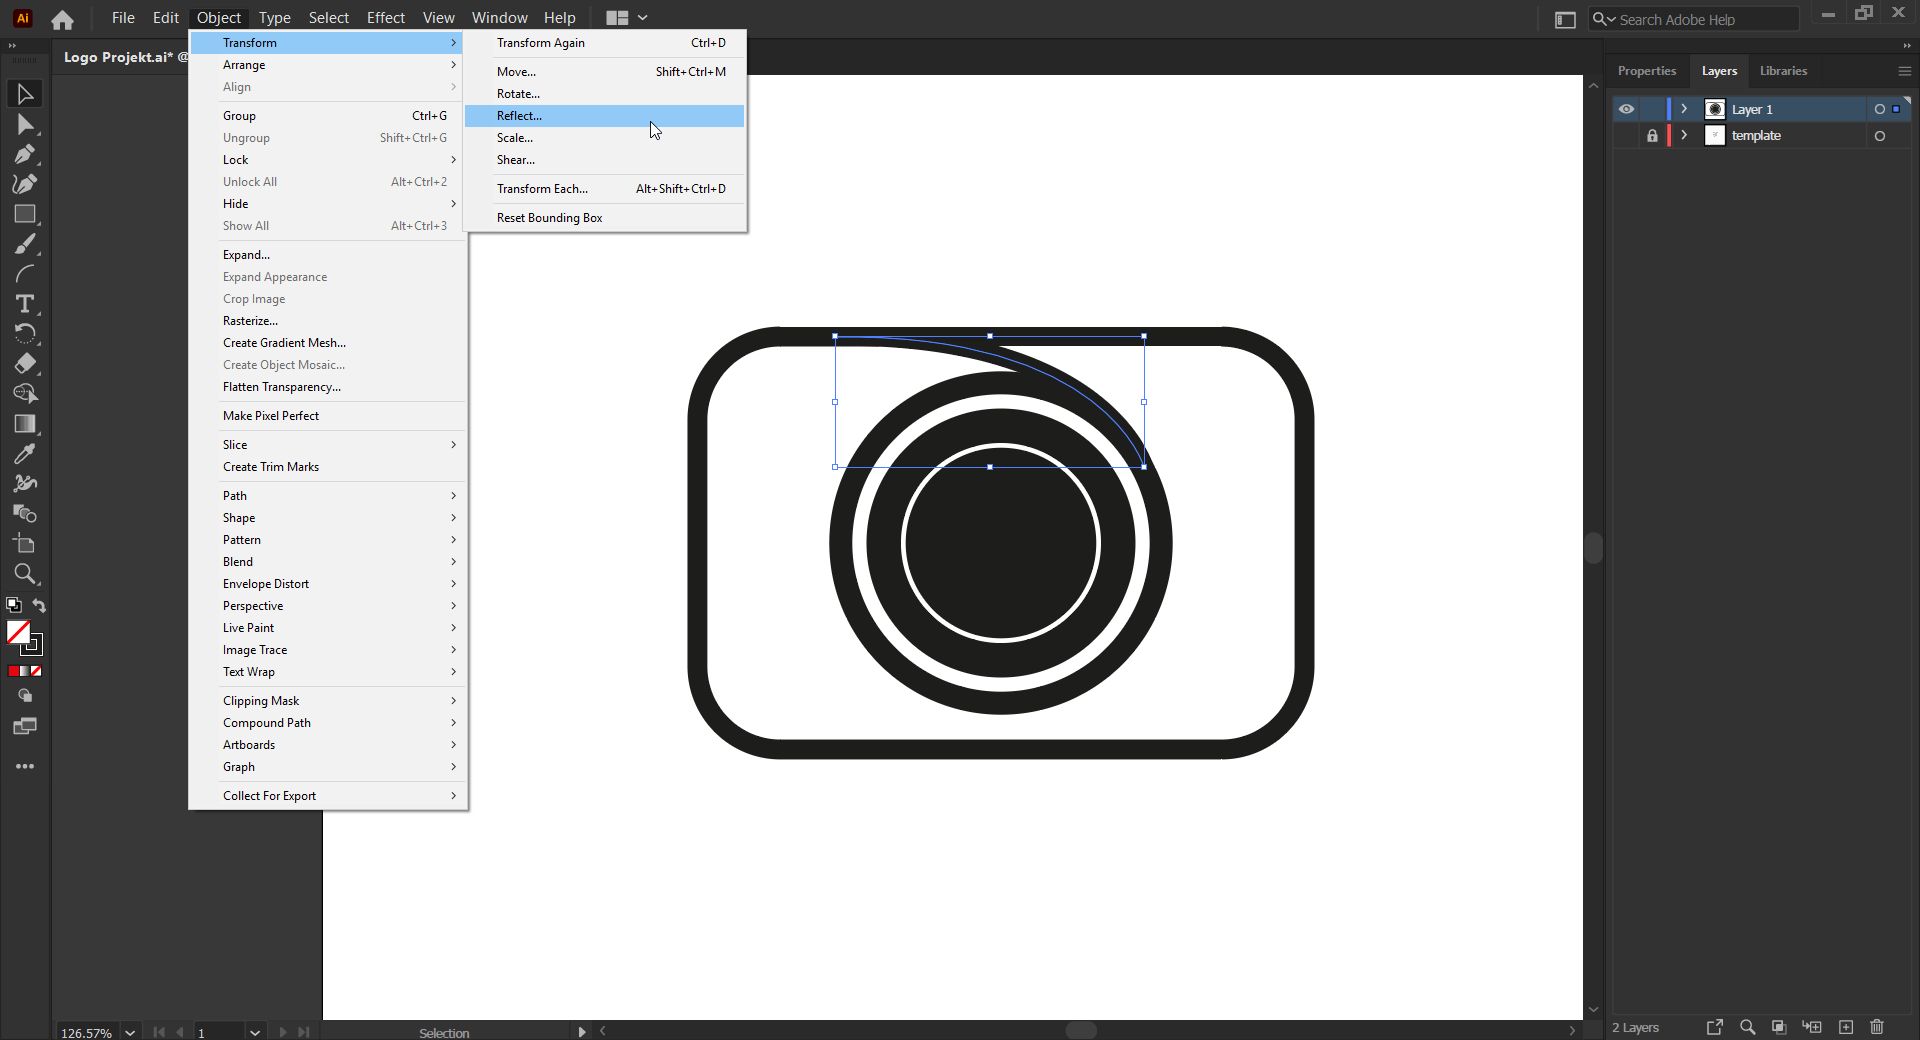 Ai File Edit Object Type Select Effect View Window Help Search Adobe Help
Logo Projekt.ai* @
Transform
Arrange
Align
Group Ctrl+G
Ungroup Shift+Ctrl+G
Lock
Unlock All Alt+Ctrl+2
Hide
Show All Alt+Ctrl+3
Expand...
Expand Appearance
Crop Image
Rasterize...
Create Gradient Mesh...
Create Object Mosaic...
Flatten Transparency...
Make Pixel Perfect
Slice
Create Trim Marks
Path
Shape
Pattern
Blend
Envelope Distort
Perspective
Live Paint
Image Trace
Text Wrap
Clipping Mask
Compound Path
Artboards
Graph
Collect For Export
Transform Again Ctrl+D
Move... Shift+Ctrl+M
Rotate...
Reflect...
Scale...
Shear...
Transform Each... Alt+Shift+Ctrl+D
Reset Bounding Box
Properties Layers Libraries
Layer 1
template
126.57% 1 Selection
2 Layers